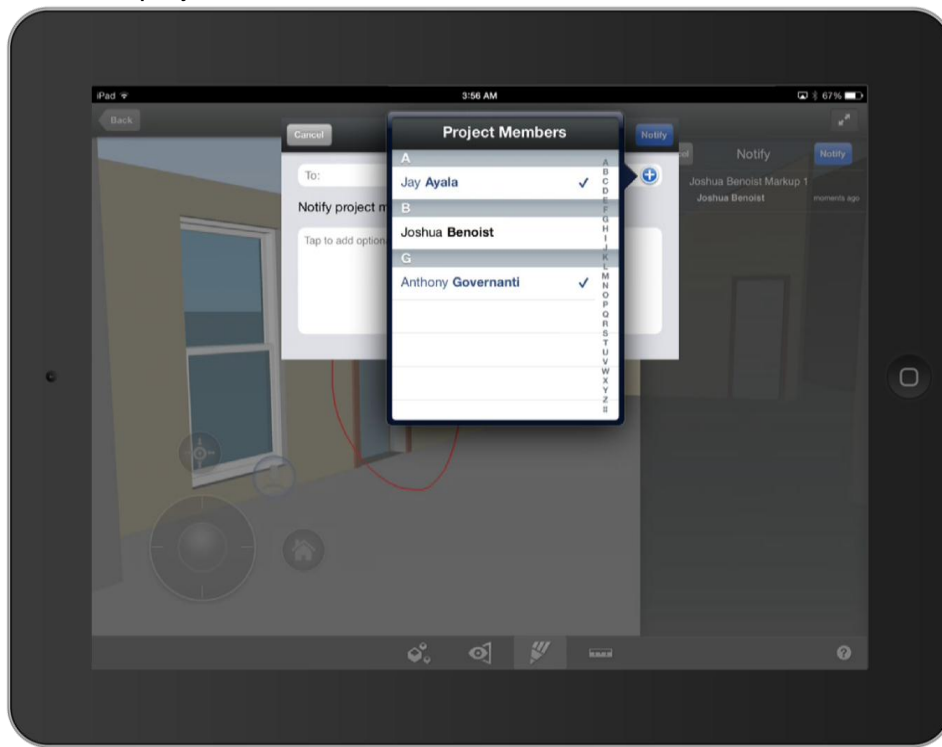 iPad
3:56 AM
67%
Back
Cancel
Project Members
Notify
Notify
Notify
To:
A
Jay Ayala
B
Joshua Benoist
G
Anthony Governanti
Notify project
Tap to add
Joshua Benoist Markup 1
Joshua Benoist
moments ago
A
B
C
D
E
F
G
H
I
J
K
L
M
N
O
P
Q
R
S
T
U
V
W
X
Y
Z
#
?